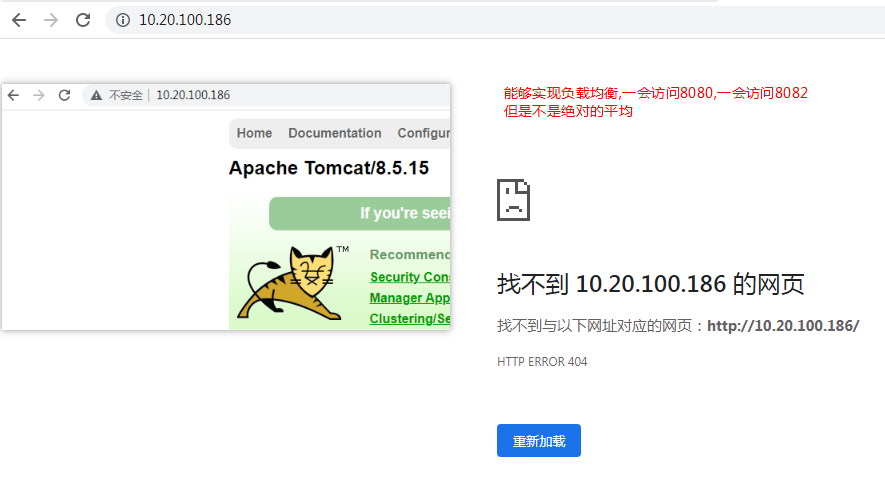 10.20.100.186
不安全 | 10.20.100.186
Home Documentation Configur
Apache Tomcat/8.5.15
If you're seei
TM
Recommenc
Security Cons
Manager App
Clustering/Se
能够实现负载均衡,一会访问8080,一会访问8082
但是不是绝对的平均
找不到 10.20.100.186 的网页
找不到与以下网址对应的网页：http://10.20.100.186/
HTTP ERROR 404
重新加载